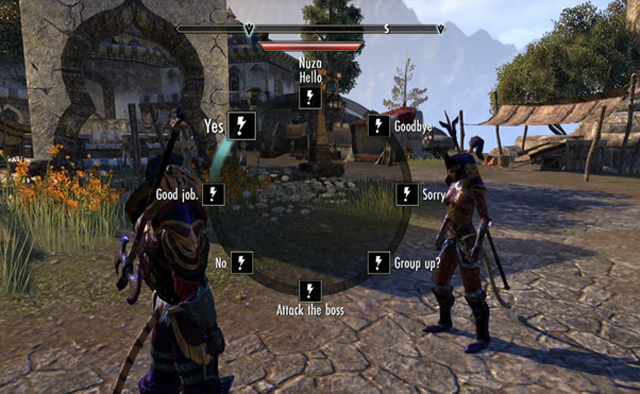 S
Nuza
Hello
Yes
Goodbye
Good job.
Sorry
No
Group up?
Attack the boss